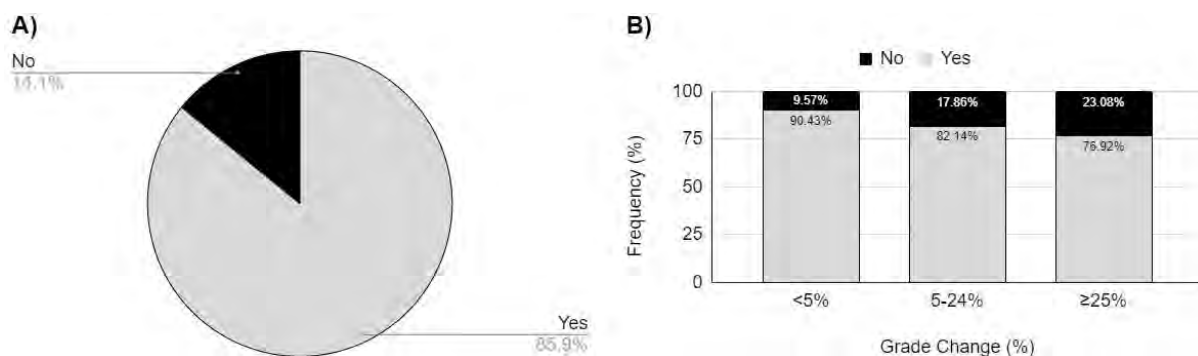 A)
No
14.1%
Yes
85.9%
B)
No Yes
100
75
50
25
0
Frequency (%)
9.57% 17.86% 23.08%
90.43% 82.14% 76.92%
<5% 5-24% ≥25%
Grade Change (%)